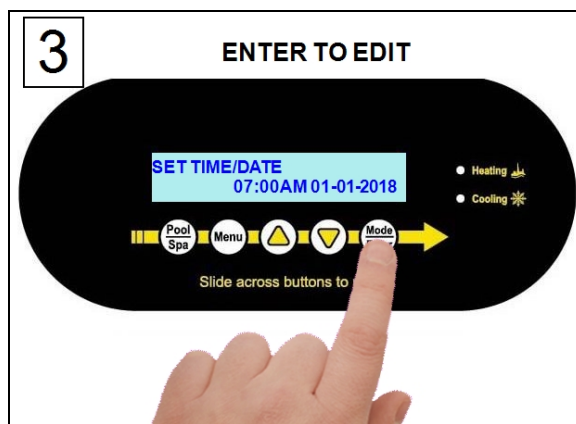 3
ENTER TO EDIT
SET TIME/DATE
07:00AM 01-01-2018
Heating
Cooling
Pool
Spa
Menu
Mode
Slide across buttons to